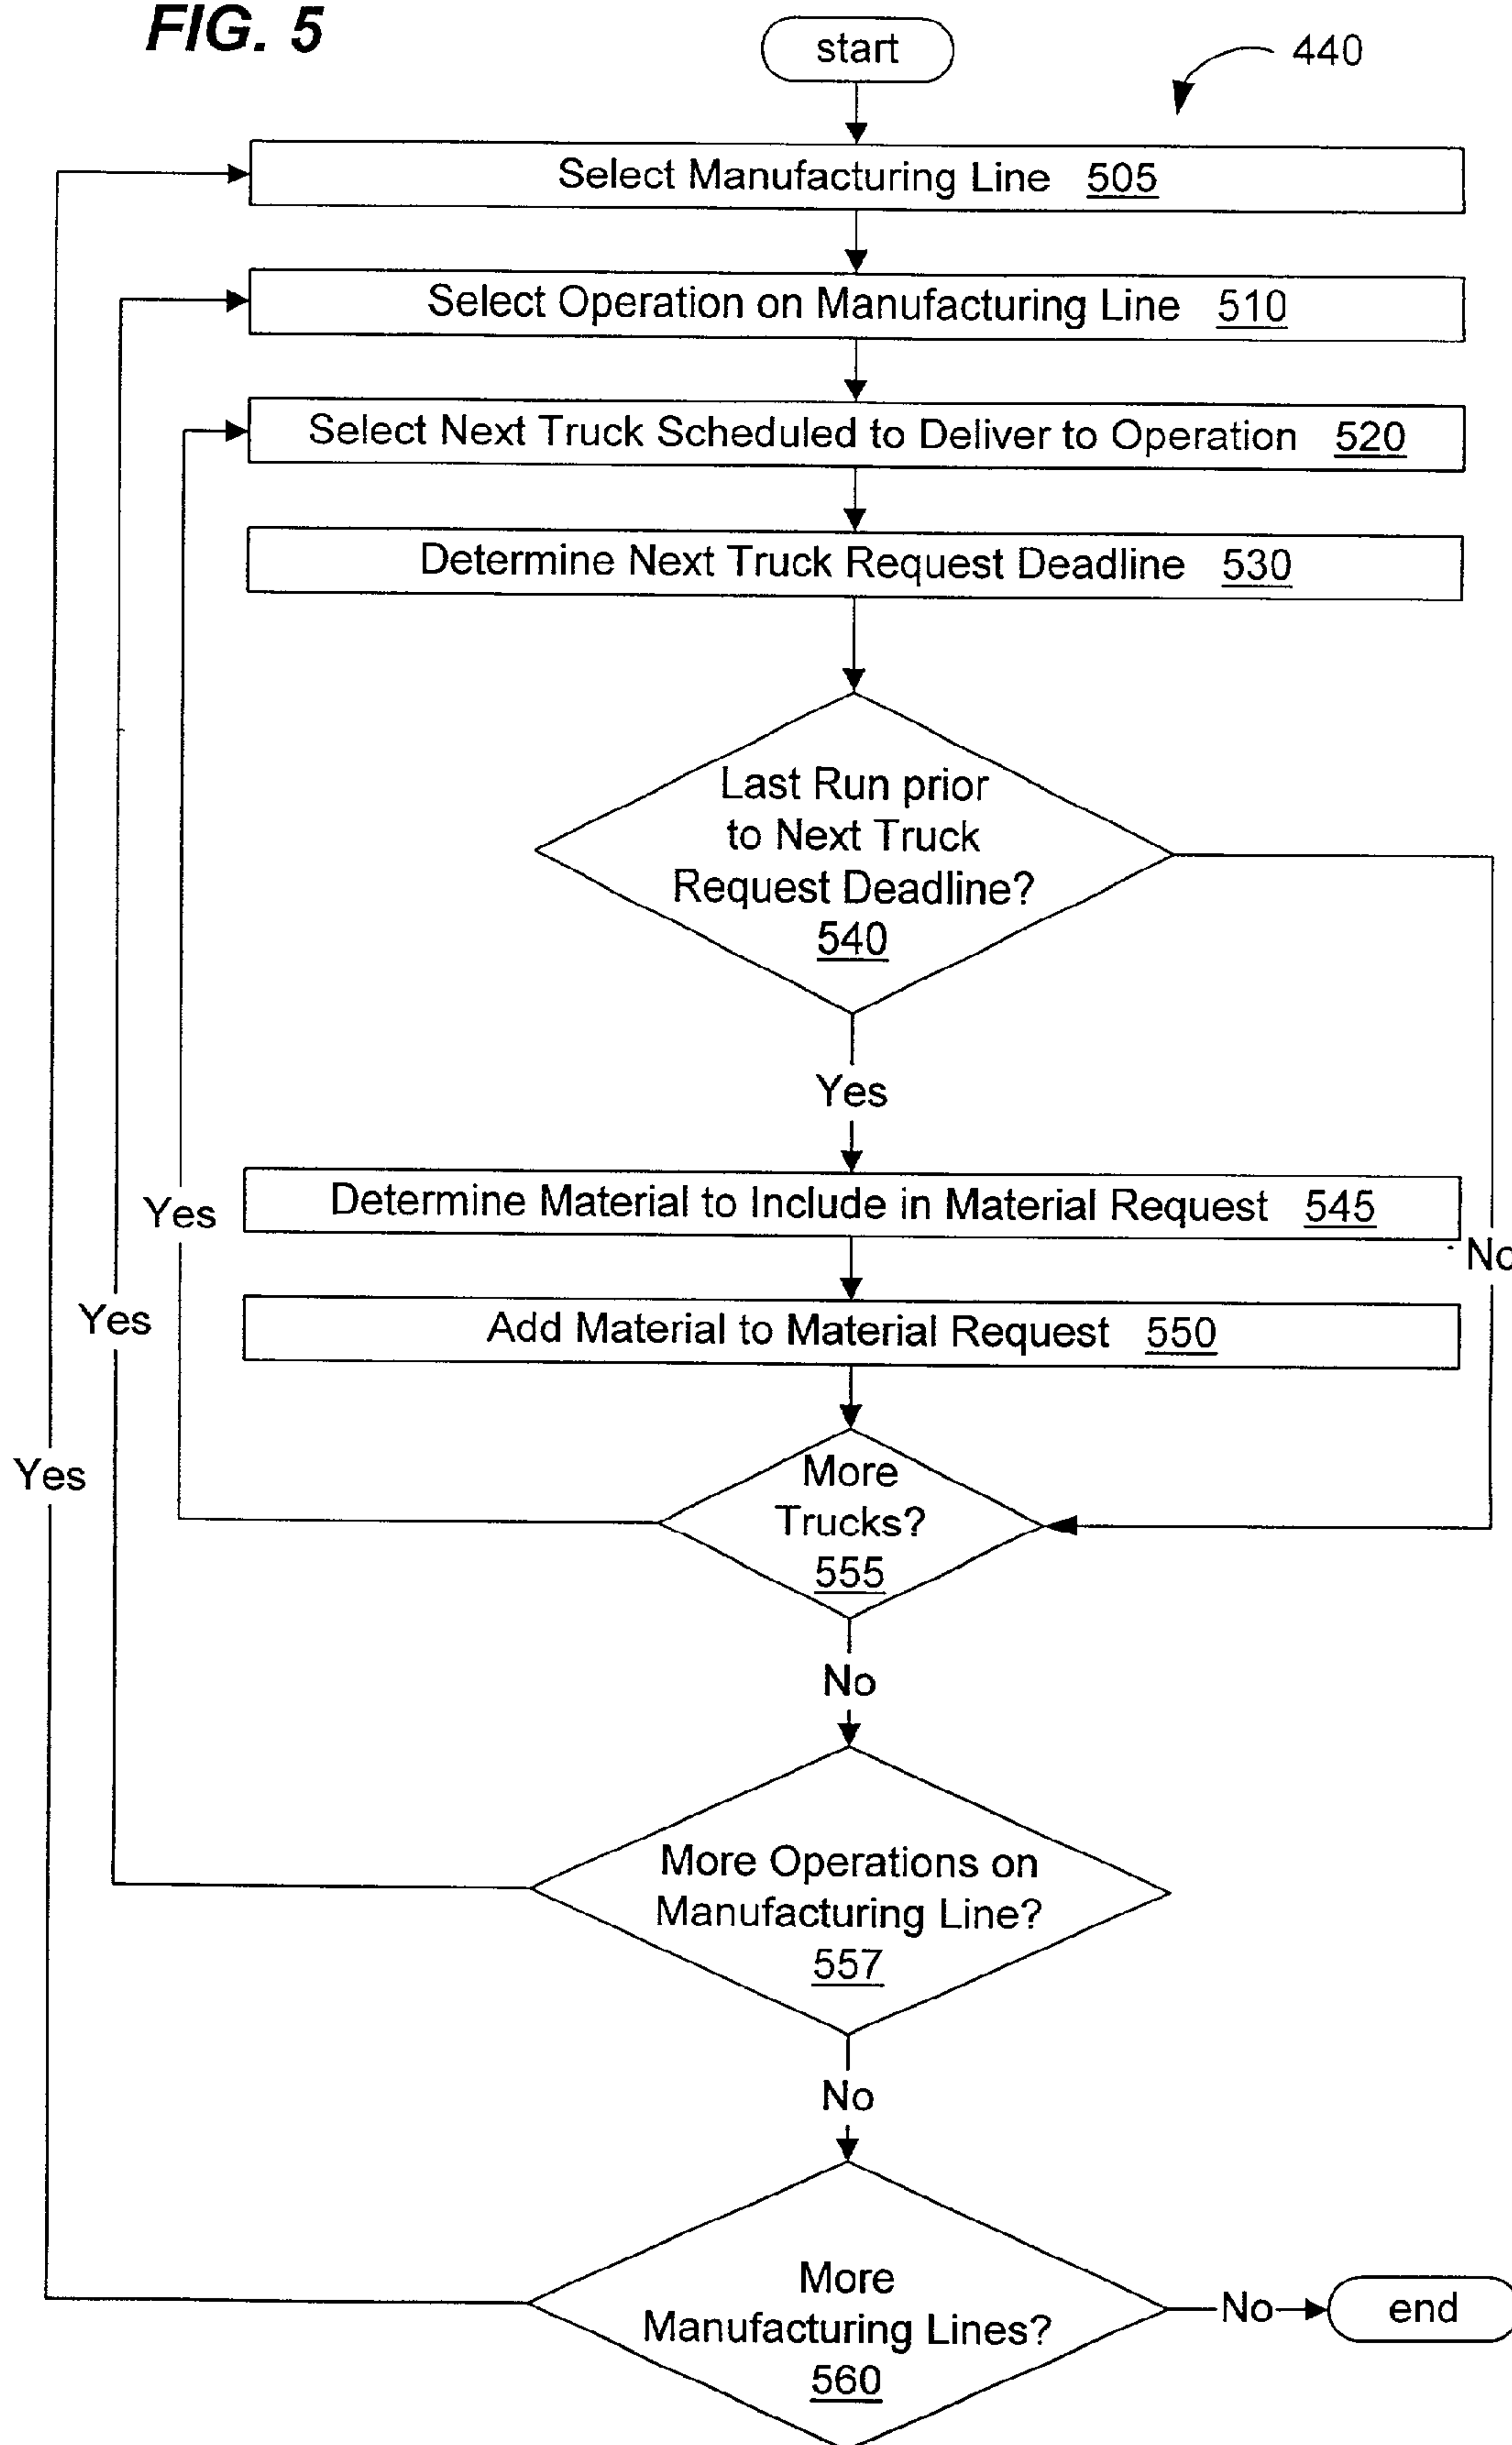 FIG. 5
start
440
Select Manufacturing Line 505
Select Operation on Manufacturing Line 510
Select Next Truck Scheduled to Deliver to Operation 520
Determine Next Truck Request Deadline 530
Last Run prior
to Next Truck
Request Deadline?
540
Yes
Determine Material to Include in Material Request 545
Yes
No
Add Material to Material Request 550
Yes
More
Trucks?
555
Yes
No
More Operations on
Manufacturing Line?
557
No
More
Manufacturing Lines?
560
No
end